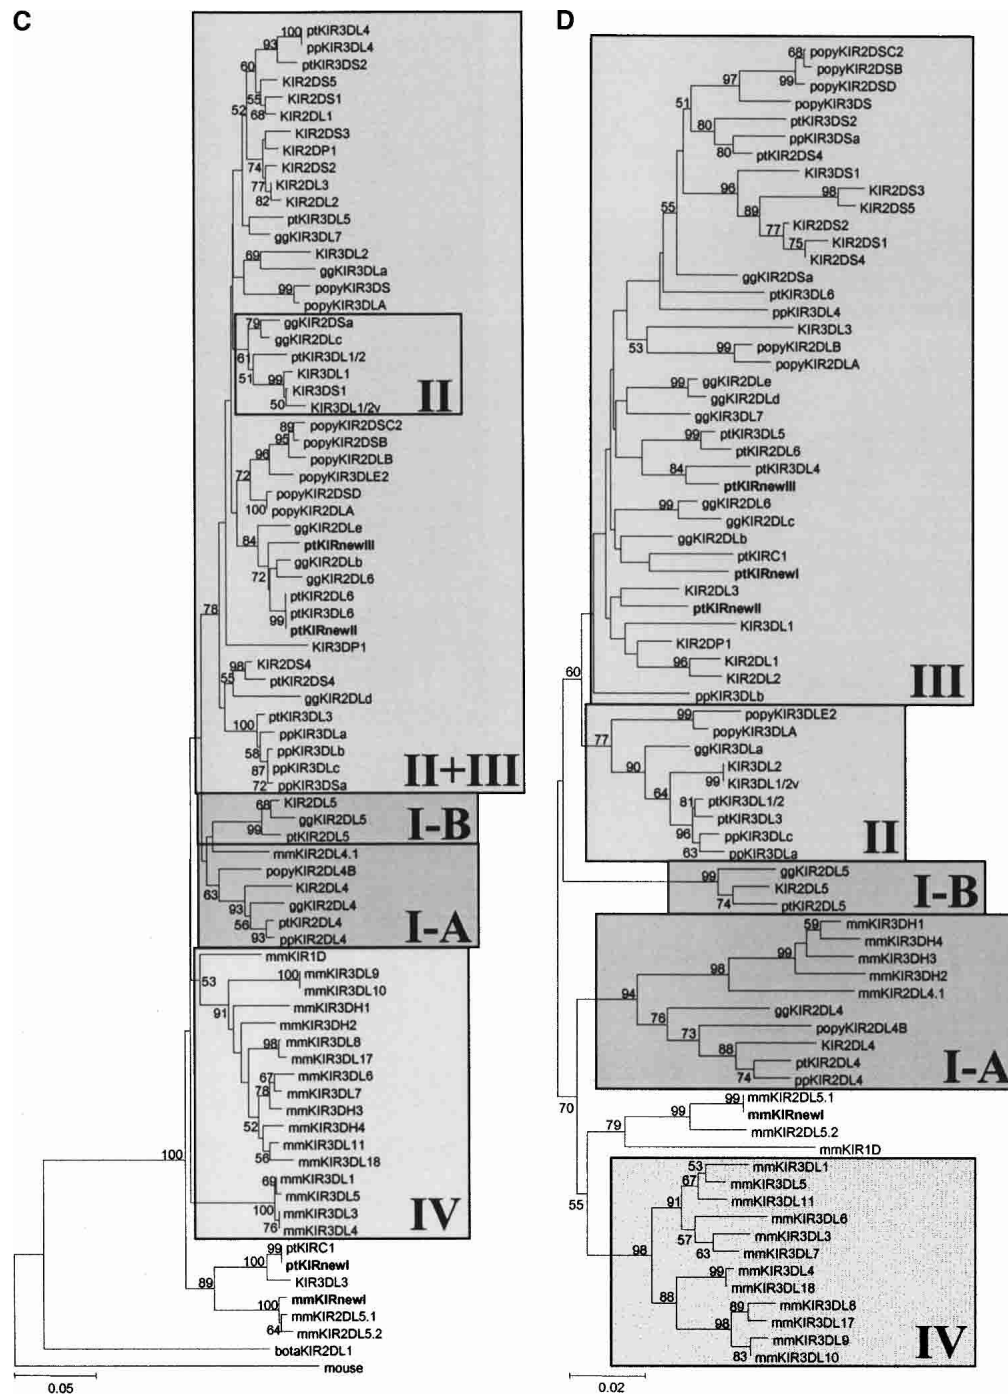 C
100
ptKIR3DL4
93
ppKIR3DL4
ptKIR3DS2
60
KIR2DS5
55
KIR2DS1
52
68
KIR2DL1
KIR2DS3
KIR2DP1
74
KIR2DS2
77
KIR2DL3
82
KIR2DL2
ptKIR3DL5
ggKIR3DL7
69
KIR3DL2
ggKIR3DLa
99
popyKIR3DS
popyKIR3DLA
79
ggKIR2DSa
ggKIR2DLc
61
ptKIR3DL1/2
51
99
KIR3DL1
KIR3DS1
50
KIR3DL1/2v
II
89
popyKIR2DSC2
95
popyKIR2DSB
96
popyKIR2DLB
72
popyKIR3DLE2
popyKIR2DSD
100
popyKIR2DLA
ggKIR2DLe
84
ptKIRnewIII
ggKIR2DLb
72
ggKIR2DL6
ptKIR2DL6
78
ptKIR3DL6
99
ptKIRnewII
KIR3DP1
98
KIR2DS4
55
ptKIR2DS4
ggKIR2DLd
ptKIR3DL3
100
ppKIR3DLa
58
ppKIR3DLb
87
ppKIR3DLc
72
ppKIR3DSa
II+III
68
KIR2DL5
ggKIR2DL5
99
ptKIR2DL5
I-B
mmKIR2DL4.1
popyKIR2DL4B
63
KIR2DL4
93
ggKIR2DL4
56
ptKIR2DL4
93
ppKIR2DL4
I-A
mmKIR1D
53
100
mmKIR3DL9
mmKIR3DL10
91
mmKIR3DH1
mmKIR3DH2
98
mmKIR3DL8
mmKIR3DL17
67
mmKIR3DL6
78
mmKIR3DL7
mmKIR3DH3
52
mmKIR3DH4
mmKIR3DL11
56
mmKIR3DL18
100
69
mmKIR3DL1
mmKIR3DL5
100
mmKIR3DL3
76
mmKIR3DL4
IV
99
ptKIRC1
100
ptKIRnewI
89
KIR3DL3
100
mmKIRnewI
mmKIR2DL5.1
64
mmKIR2DL5.2
botaKIR2DL1
mouse
0.05
D
68
popyKIR2DSC2
popyKIR2DSB
97
99
popyKIR2DSD
51
popyKIR3DS
80
ptKIR3DS2
ppKIR3DSa
80
ptKIR2DS4
96
KIR3DS1
98
KIR2DS3
55
89
KIR2DS5
77
KIR2DS2
75
KIR2DS1
KIR2DS4
ggKIR2DSa
ptKIR3DL6
ppKIR3DL4
KIR3DL3
53
99
popyKIR2DLB
popyKIR2DLA
99
ggKIR2DLe
ggKIR2DLd
ggKIR3DL7
99
ptKIR3DL5
ptKIR2DL6
84
ptKIR3DL4
ptKIRnewIII
99
ggKIR2DL6
ggKIR2DLc
ggKIR2DLb
ptKIRC1
ptKIRnewI
KIR2DL3
ptKIRnewII
KIR3DL1
KIR2DP1
96
KIR2DL1
60
KIR2DL2
ppKIR3DLb
III
99
popyKIR3DLE2
77
popyKIR3DLA
ggKIR3DLa
90
KIR3DL2
99
KIR3DL1/2v
64
81
ptKIR3DL1/2
ptKIR3DL3
96
ppKIR3DLc
63
ppKIR3DLa
II
99
ggKIR2DL5
KIR2DL5
74
ptKIR2DL5
I-B
59
mmKIR3DH1
mmKIR3DH4
99
mmKIR3DH3
98
mmKIR3DH2
94
mmKIR2DL4.1
76
ggKIR2DL4
73
popyKIR2DL4B
88
KIR2DL4
ptKIR2DL4
74
ppKIR2DL4
I-A
70
99
mmKIR2DL5.1
99
mmKIRnewI
79
mmKIR2DL5.2
mmKIR1D
55
53
mmKIR3DL1
67
mmKIR3DL5
91
mmKIR3DL11
mmKIR3DL6
57
mmKIR3DL3
98
63
mmKIR3DL7
99
mmKIR3DL4
88
mmKIR3DL18
89
mmKIR3DL8
98
mmKIR3DL17
mmKIR3DL9
83
mmKIR3DL10
IV
0.02